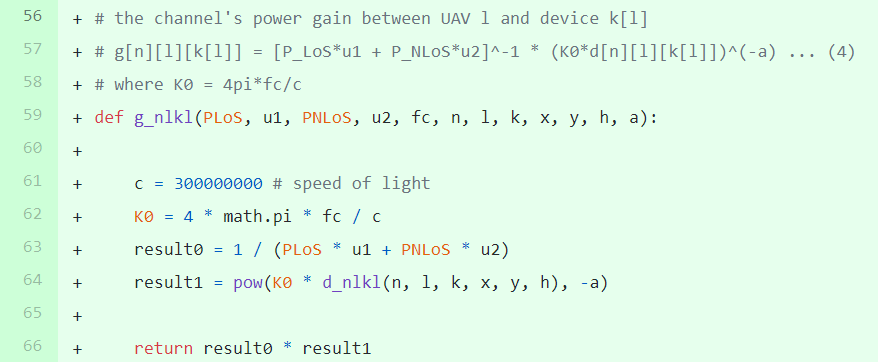 56 + # the channel's power gain between UAV l and device k[l]
57 + # g[n][l][k[l]] = [P_LoS*u1 + P_NLoS*u2]^-1 * (K0*d[n][l][k[l]])^(-a) ... (4)
58 + # where K0 = 4pi*fc/c
59 + def g_nlkl(PLoS, u1, PNLoS, u2, fc, n, l, k, x, y, h, a):
60 +
61 + c = 300000000 # speed of light
62 + K0 = 4 * math.pi * fc / c
63 + result0 = 1 / (PLoS * u1 + PNLoS * u2)
64 + result1 = pow(K0 * d_nlkl(n, l, k, x, y, h), -a)
65 +
66 + return result0 * result1